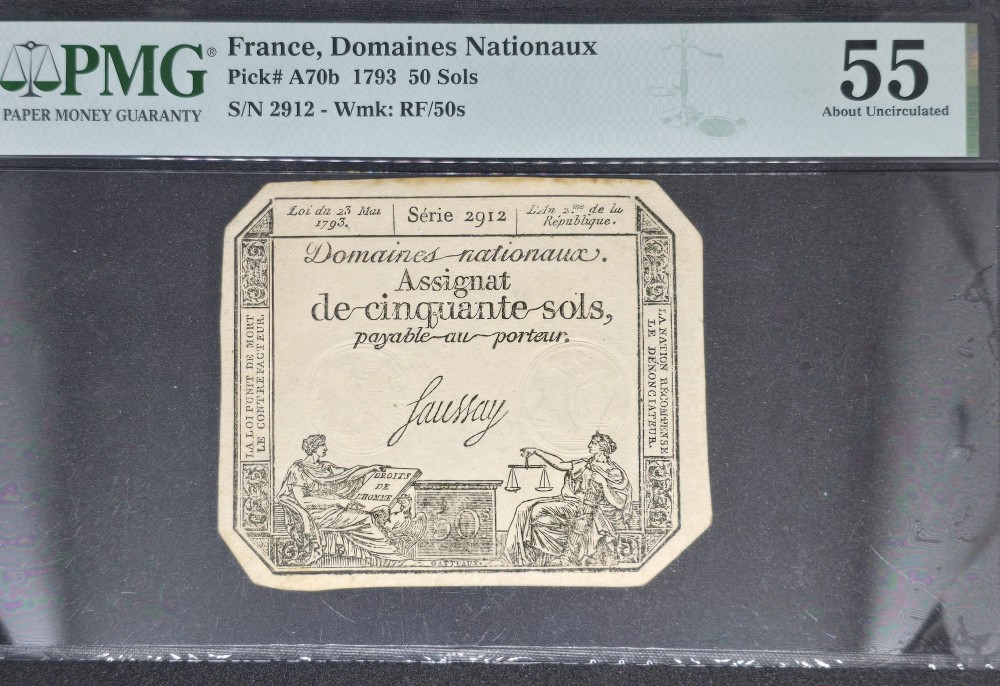 PMG®
PAPER MONEY GUARANTY
France, Domaines Nationaux
Pick# A70b 1793 50 Sols
S/N 2912 - Wmk: RF/50s
55
About Uncirculated
Loi du 23 Mai
1793.
Série 2912
L'An 2.me de la
République.
Domaines nationaux.
Assignat
de cinquante sols,
payable au porteur.
Saussay
LA LOI PUNIT DE MORT
LE CONTREFACTEUR.
LA NATION RÉCOMPENSE
LE DÉNONCIATEUR.
DROITS
DE
L'HOMME
50
GATTEAUX.